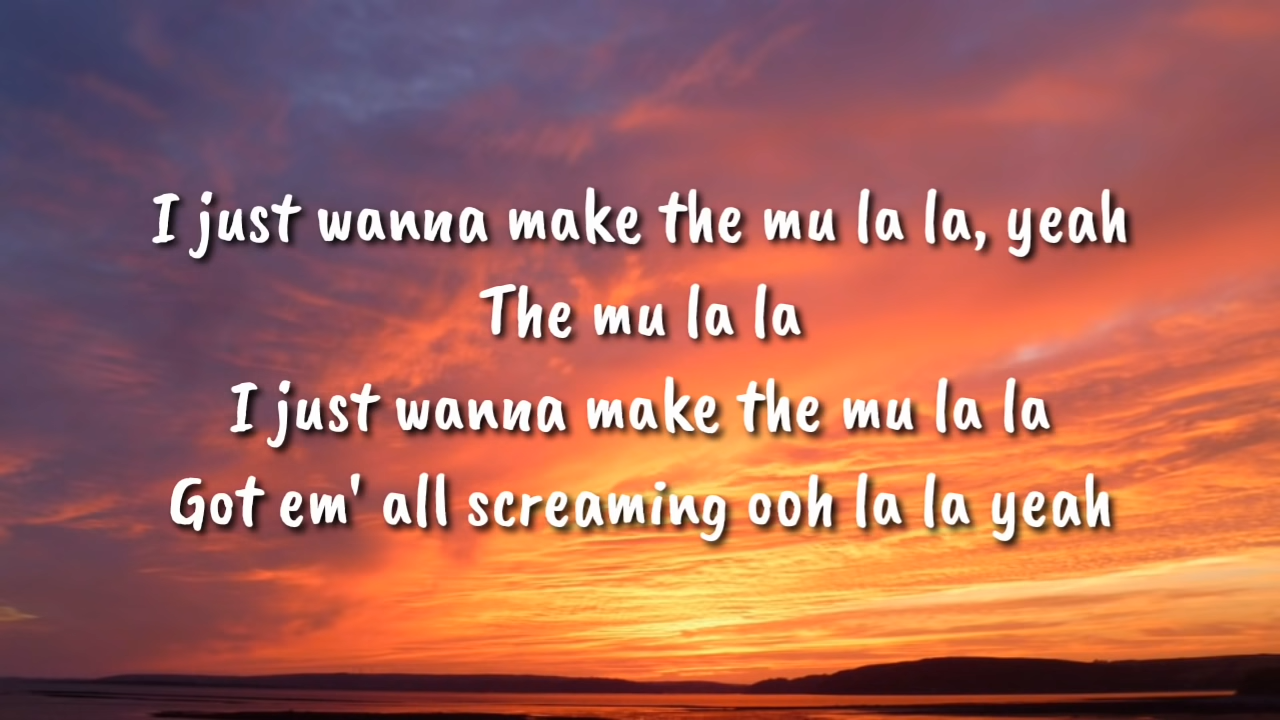 I just wanna make the mu la la, yeah
The mu la la
I just wanna make the mu la la
Got em' all screaming ooh la la yeah